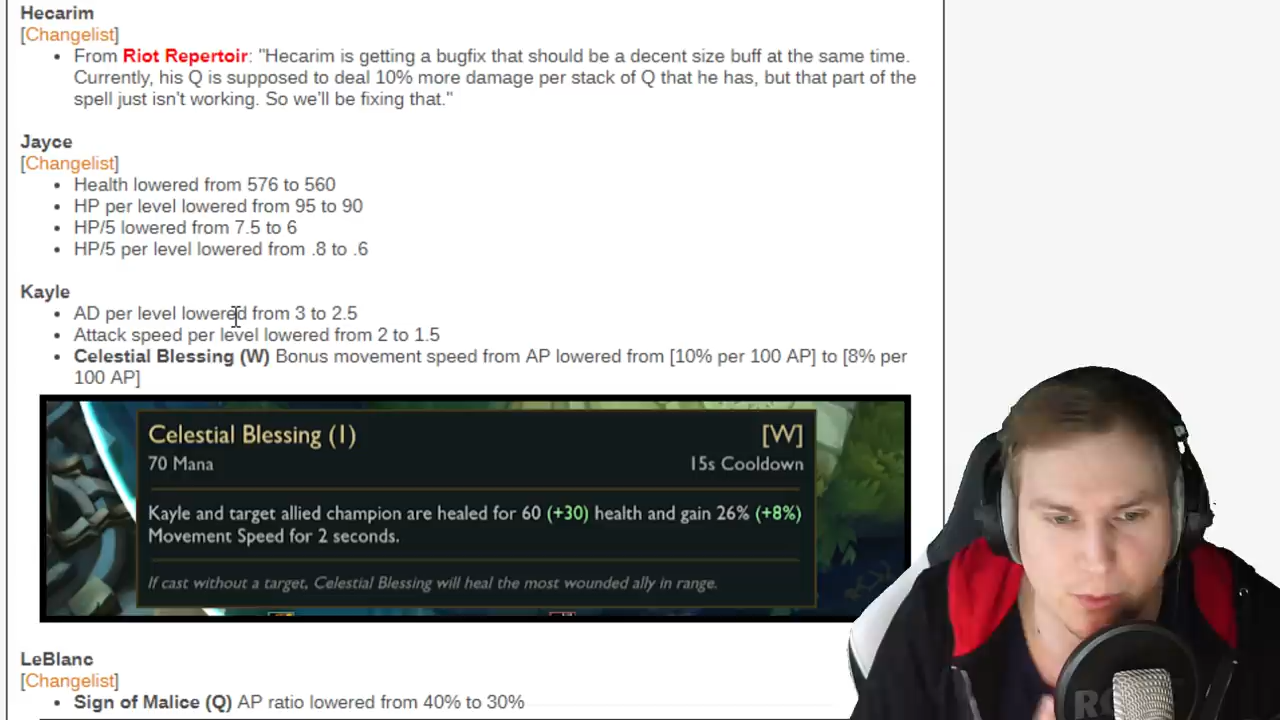 Hecarim
[Changelist]
• From Riot Repertoir: "Hecarim is getting a bugfix that should be a decent size buff at the same time.
Currently, his Q is supposed to deal 10% more damage per stack of Q that he has, but that part of the
spell just isn't working. So we'll be fixing that."
Jayce
[Changelist]
• Health lowered from 576 to 560
• HP per level lowered from 95 to 90
• HP/5 lowered from 7.5 to 6
• HP/5 per level lowered from .8 to .6
Kayle
• AD per level lowered from 3 to 2.5
• Attack speed per level lowered from 2 to 1.5
• Celestial Blessing (W) Bonus movement speed from AP lowered from [10% per 100 AP] to [8% per
100 AP]
Celestial Blessing (1) [W]
70 Mana 15s Cooldown
Kayle and target allied champion are healed for 60 (+30) health and gain 26% (+8%)
Movement Speed for 2 seconds.
If cast without a target, Celestial Blessing will heal the most wounded ally in range.
LeBlanc
[Changelist]
• Sign of Malice (Q) AP ratio lowered from 40% to 30%